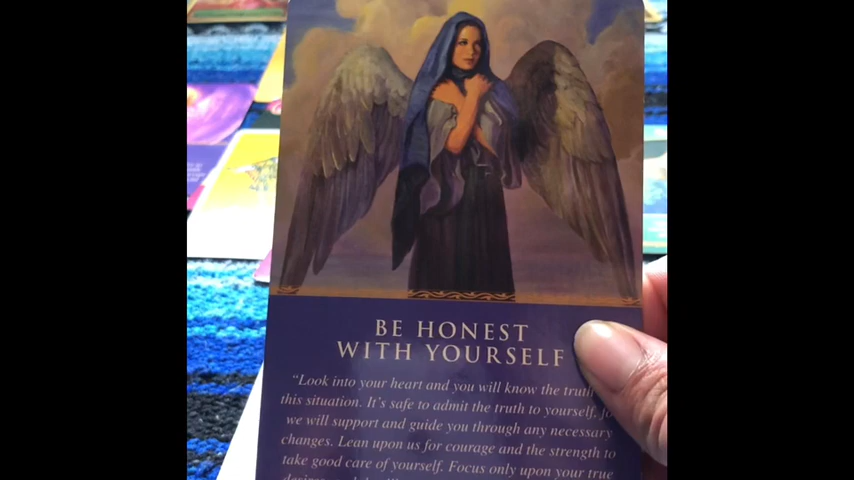 BE HONEST
WITH YOURSELF
"Look into your heart and you will know the truth
this situation. It's safe to admit the truth to yourself, fo
we will support and guide you through any necessary
changes. Lean upon us for courage and the strength to
take good care of yourself. Focus only upon your true